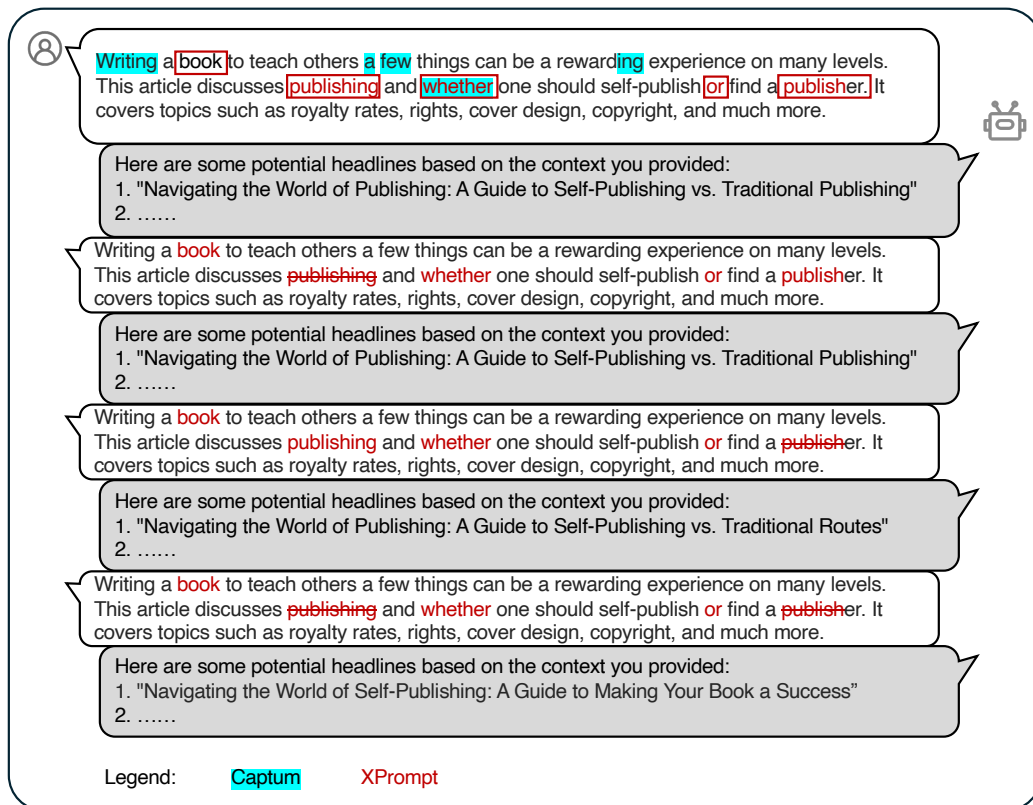 Writing a book to teach others a few things can be a rewarding experience on many levels.
This article discusses publishing and whether one should self-publish or find a publisher. It
covers topics such as royalty rates, rights, cover design, copyright, and much more.
Here are some potential headlines based on the context you provided:
1. "Navigating the World of Publishing: A Guide to Self-Publishing vs. Traditional Publishing"
2. ......
Writing a book to teach others a few things can be a rewarding experience on many levels.
This article discusses publishing and whether one should self-publish or find a publisher. It
covers topics such as royalty rates, rights, cover design, copyright, and much more.
Here are some potential headlines based on the context you provided:
1. "Navigating the World of Publishing: A Guide to Self-Publishing vs. Traditional Publishing"
2. ......
Writing a book to teach others a few things can be a rewarding experience on many levels.
This article discusses publishing and whether one should self-publish or find a publisher. It
covers topics such as royalty rates, rights, cover design, copyright, and much more.
Here are some potential headlines based on the context you provided:
1. "Navigating the World of Publishing: A Guide to Self-Publishing vs. Traditional Routes"
2. ......
Writing a book to teach others a few things can be a rewarding experience on many levels.
This article discusses publishing and whether one should self-publish or find a publisher. It
covers topics such as royalty rates, rights, cover design, copyright, and much more.
Here are some potential headlines based on the context you provided:
1. "Navigating the World of Self-Publishing: A Guide to Making Your Book a Success”
2. ......
Legend: Captum XPrompt